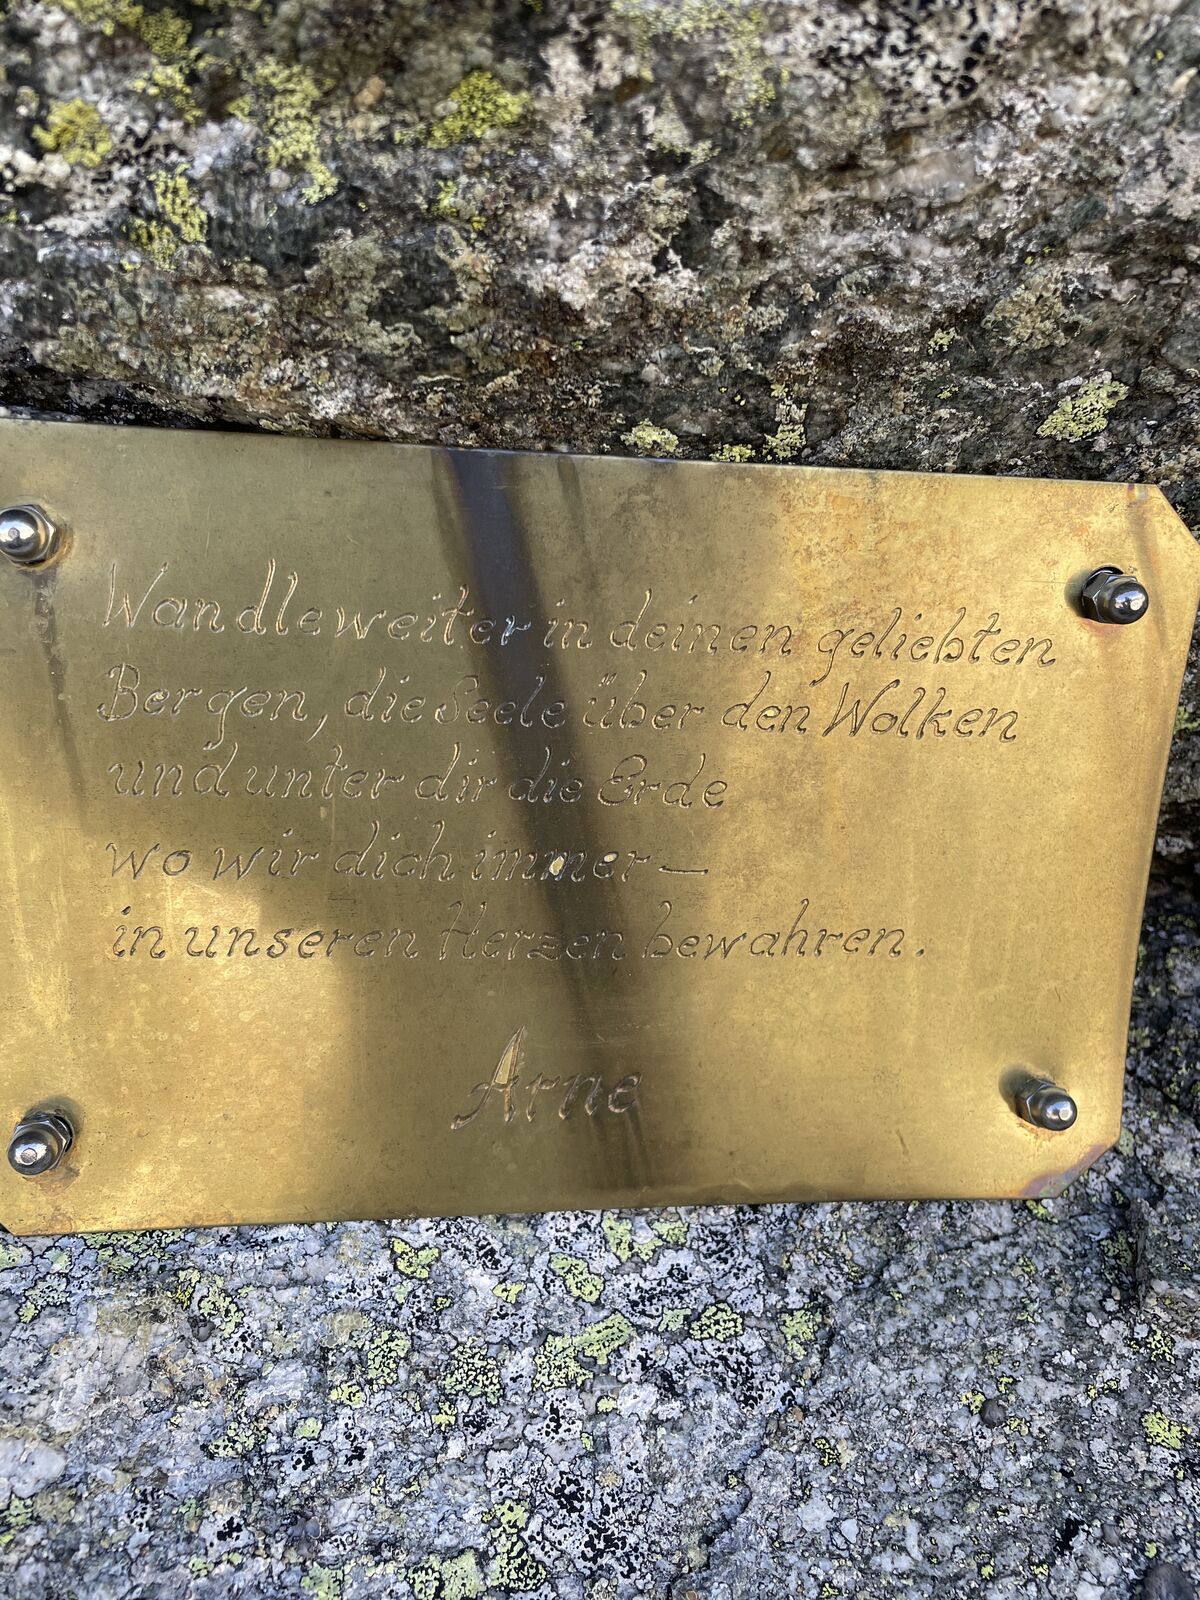 Wandle weiter in deinen geliebten
Bergen, die Seele über den Wolken
und unter dir die Erde
wo wir dich immer —
in unseren Herzen bewahren.
Arne